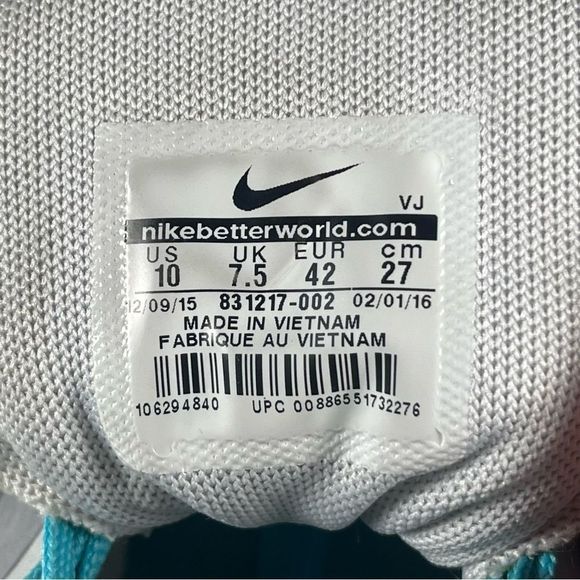 VJ
nikebetterworld.com
US UK EUR cm
10 7.5 42 27
12/09/15 831217-002 02/01/16
MADE IN VIETNAM
FABRIQUE AU VIETNAM
106294840 UPC 00886551732276